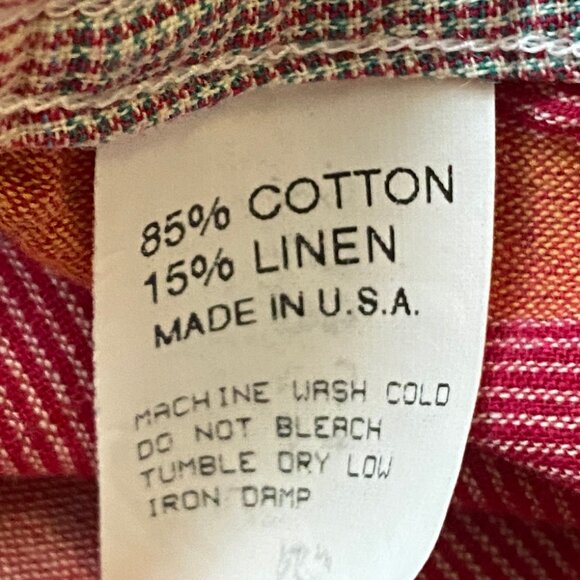 85% COTTON
15% LINEN
MADE IN U.S.A.
MACHINE WASH COLD
DO NOT BLEACH
TUMBLE DRY LOW
IRON DAMP